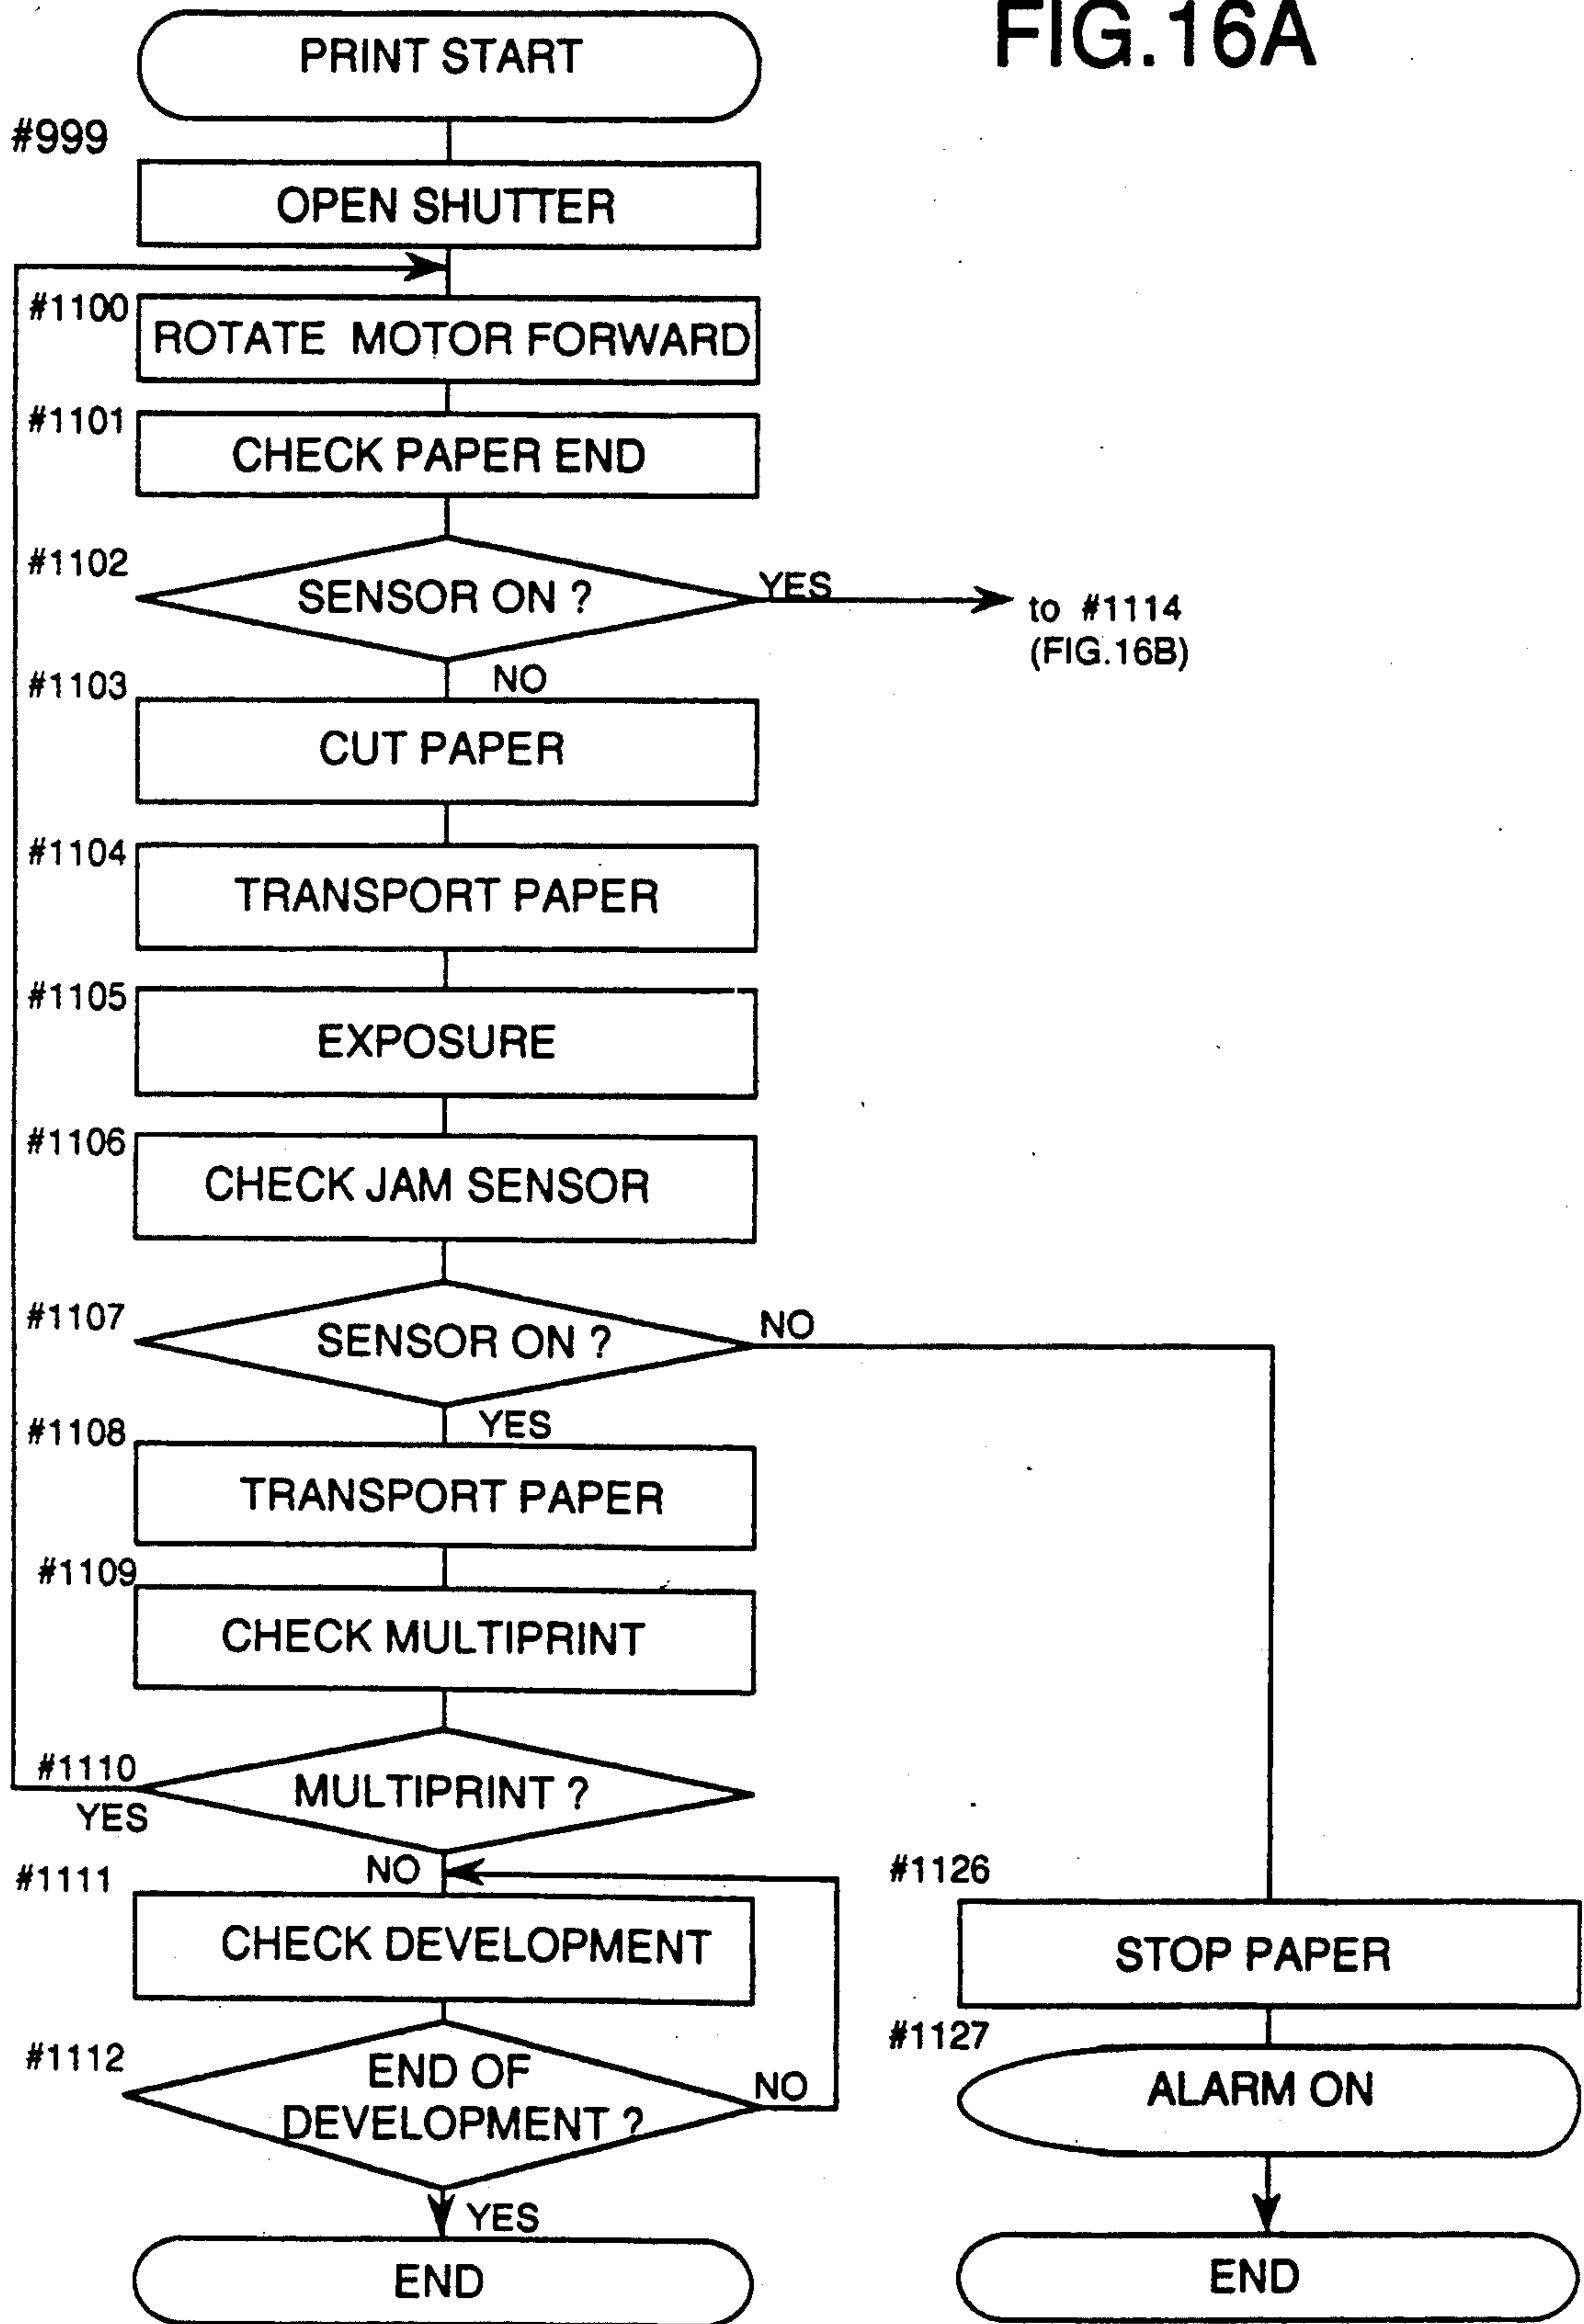 FIG.16A
PRINT START
#999
OPEN SHUTTER
#1100
ROTATE MOTOR FORWARD
#1101
CHECK PAPER END
#1102
SENSOR ON ?
YES
to #1114
(FIG.16B)
NO
#1103
CUT PAPER
#1104
TRANSPORT PAPER
#1105
EXPOSURE
#1106
CHECK JAM SENSOR
#1107
SENSOR ON ?
NO
YES
#1108
TRANSPORT PAPER
#1109
CHECK MULTIPRINT
#1110
MULTIPRINT ?
YES
NO
#1111
CHECK DEVELOPMENT
#1112
END OF
DEVELOPMENT ?
NO
YES
END
#1126
STOP PAPER
#1127
ALARM ON
END